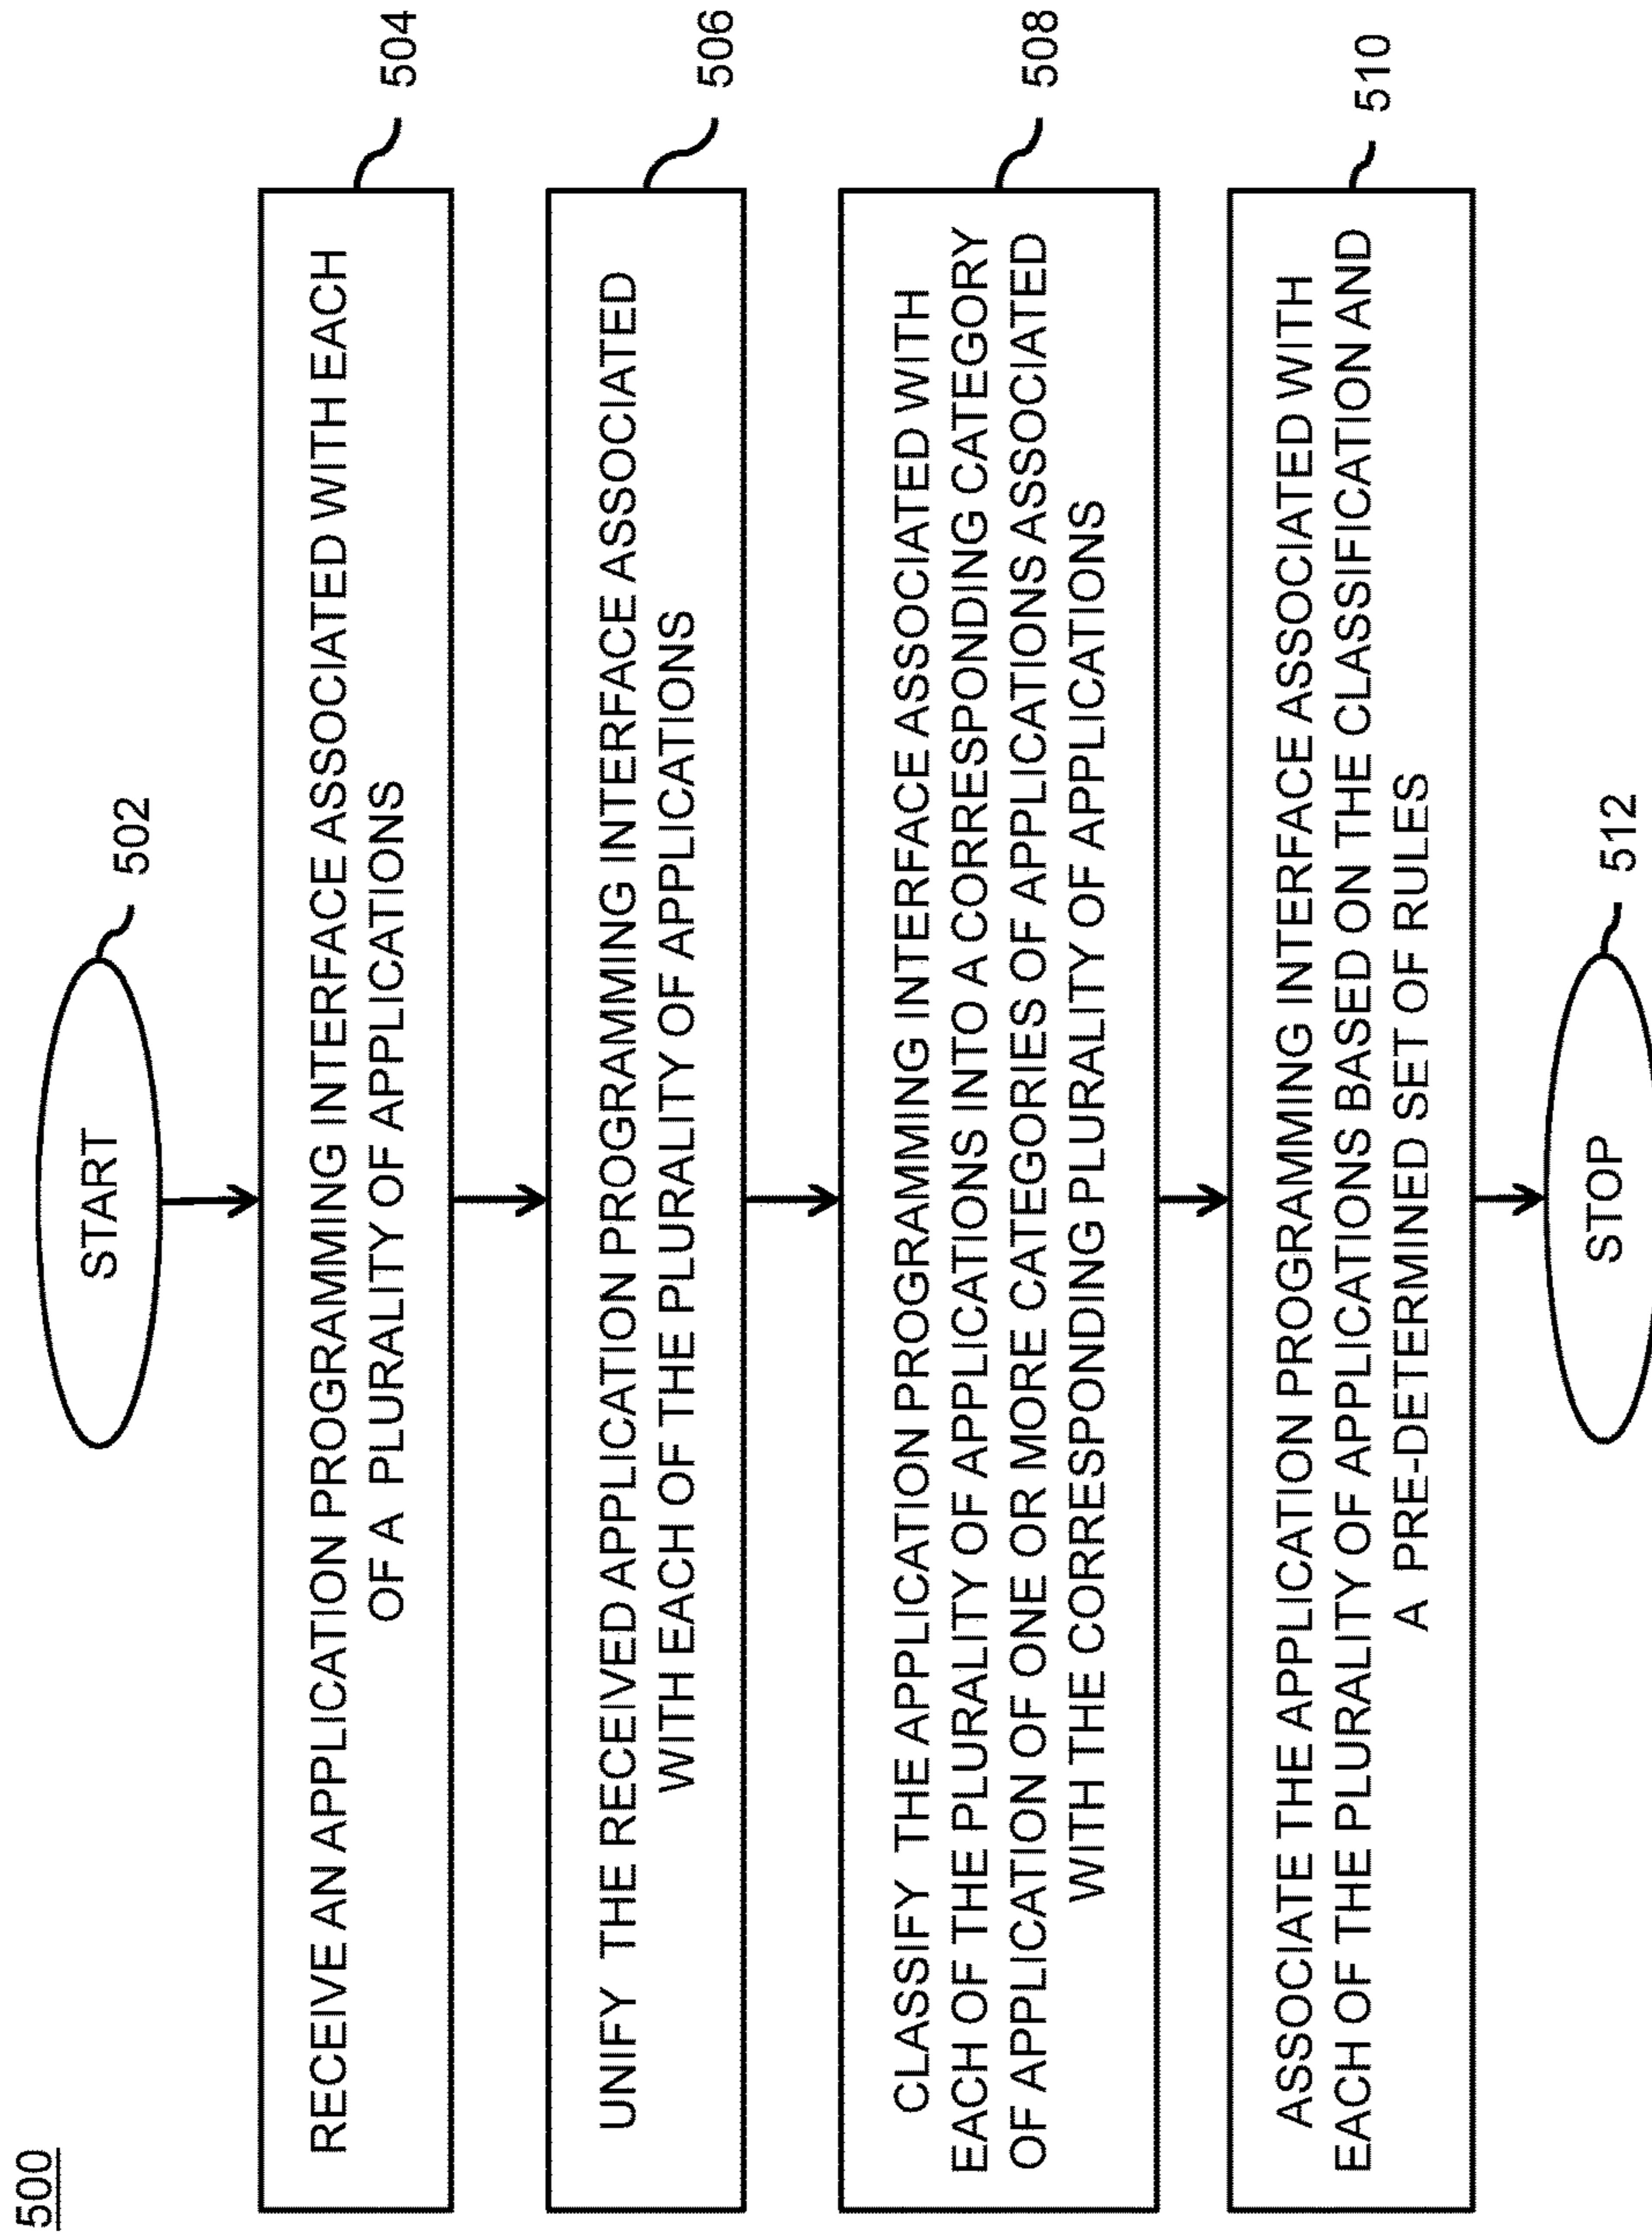 500
START
502
RECEIVE AN APPLICATION PROGRAMMING INTERFACE ASSOCIATED WITH EACH
OF A PLURALITY OF APPLICATIONS
504
UNIFY THE RECEIVED APPLICATION PROGRAMMING INTERFACE ASSOCIATED
WITH EACH OF THE PLURALITY OF APPLICATIONS
506
CLASSIFY THE APPLICATION PROGRAMMING INTERFACE ASSOCIATED WITH
EACH OF THE PLURALITY OF APPLICATIONS INTO A CORRESPONDING CATEGORY
OF APPLICATION OF ONE OR MORE CATEGORIES OF APPLICATIONS ASSOCIATED
WITH THE CORRESPONDING PLURALITY OF APPLICATIONS
508
ASSOCIATE THE APPLICATION PROGRAMMING INTERFACE ASSOCIATED WITH
EACH OF THE PLURALITY OF APPLICATIONS BASED ON THE CLASSIFICATION AND
A PRE-DETERMINED SET OF RULES
510
STOP
512